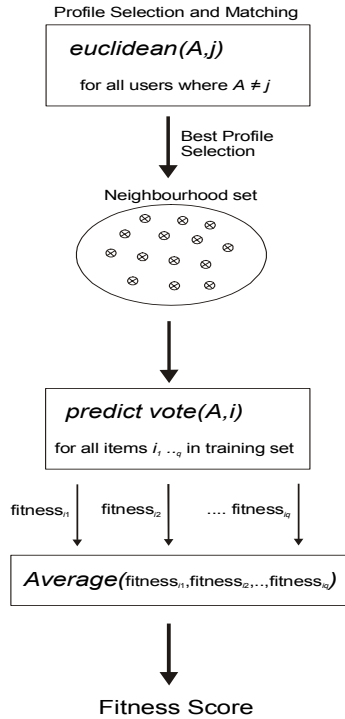 Profile Selection and Matching
euclidean(A,j)
for all users where A ≠ j
Best Profile
Selection
Neighbourhood set
predict vote(A,i)
for all items i₁ ..q in training set
fitnessi1 fitnessi2 .... fitnessiq
Average(fitnessi1,fitnessi2,..,fitnessiq)
Fitness Score